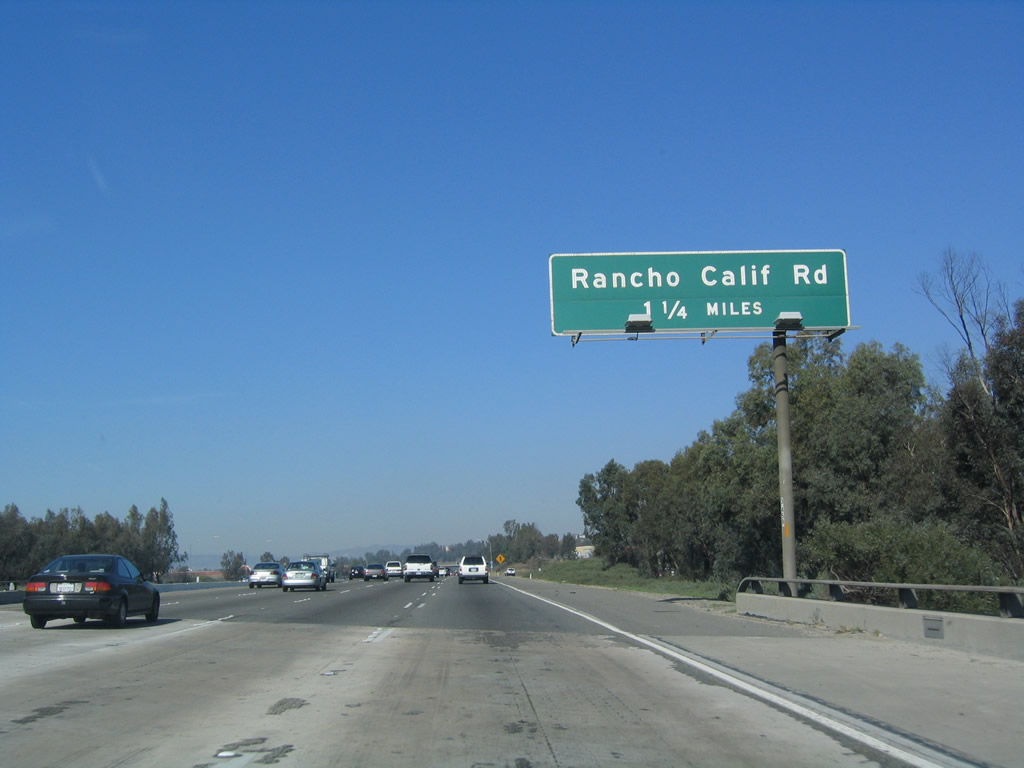 Rancho Calif Rd
1 1/4 MILES